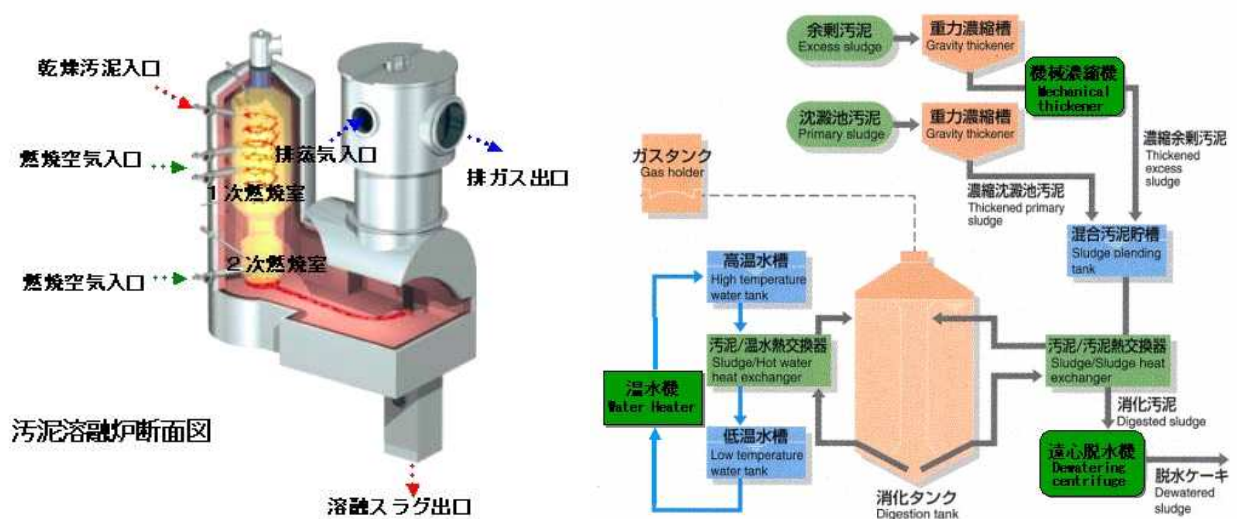 乾燥汚泥入口
燃焼空気入口
排蒸気入口
排ガス出口
1次燃焼室
2次燃焼室
燃焼空気入口
汚泥溶融炉断面図
溶融スラグ出口
余剰汚泥
Excess sludge
重力濃縮槽
Gravity thickener
機械濃縮機
Mechanical
thickener
沈澱池汚泥
Primary sludge
重力濃縮槽
Gravity thickener
濃縮余剰汚泥
Thickened
excess
sludge
ガスタンク
Gas holder
濃縮沈澱池汚泥
Thickened primary
sludge
混合汚泥貯槽
Sludge blending
tank
高温水槽
High temperature
water tank
汚泥/温水熱交換器
Sludge/Hot water
heat exchanger
汚泥/汚泥熱交換器
Sludge/Sludge heat
exchanger
温水機
Water Heater
消化汚泥
Digested sludge
低温水槽
Low temperature
water tank
遠心脱水機
Dewatering
centrifuge
脱水ケーキ
Dewatered
sludge
消化タンク
Digestion tank